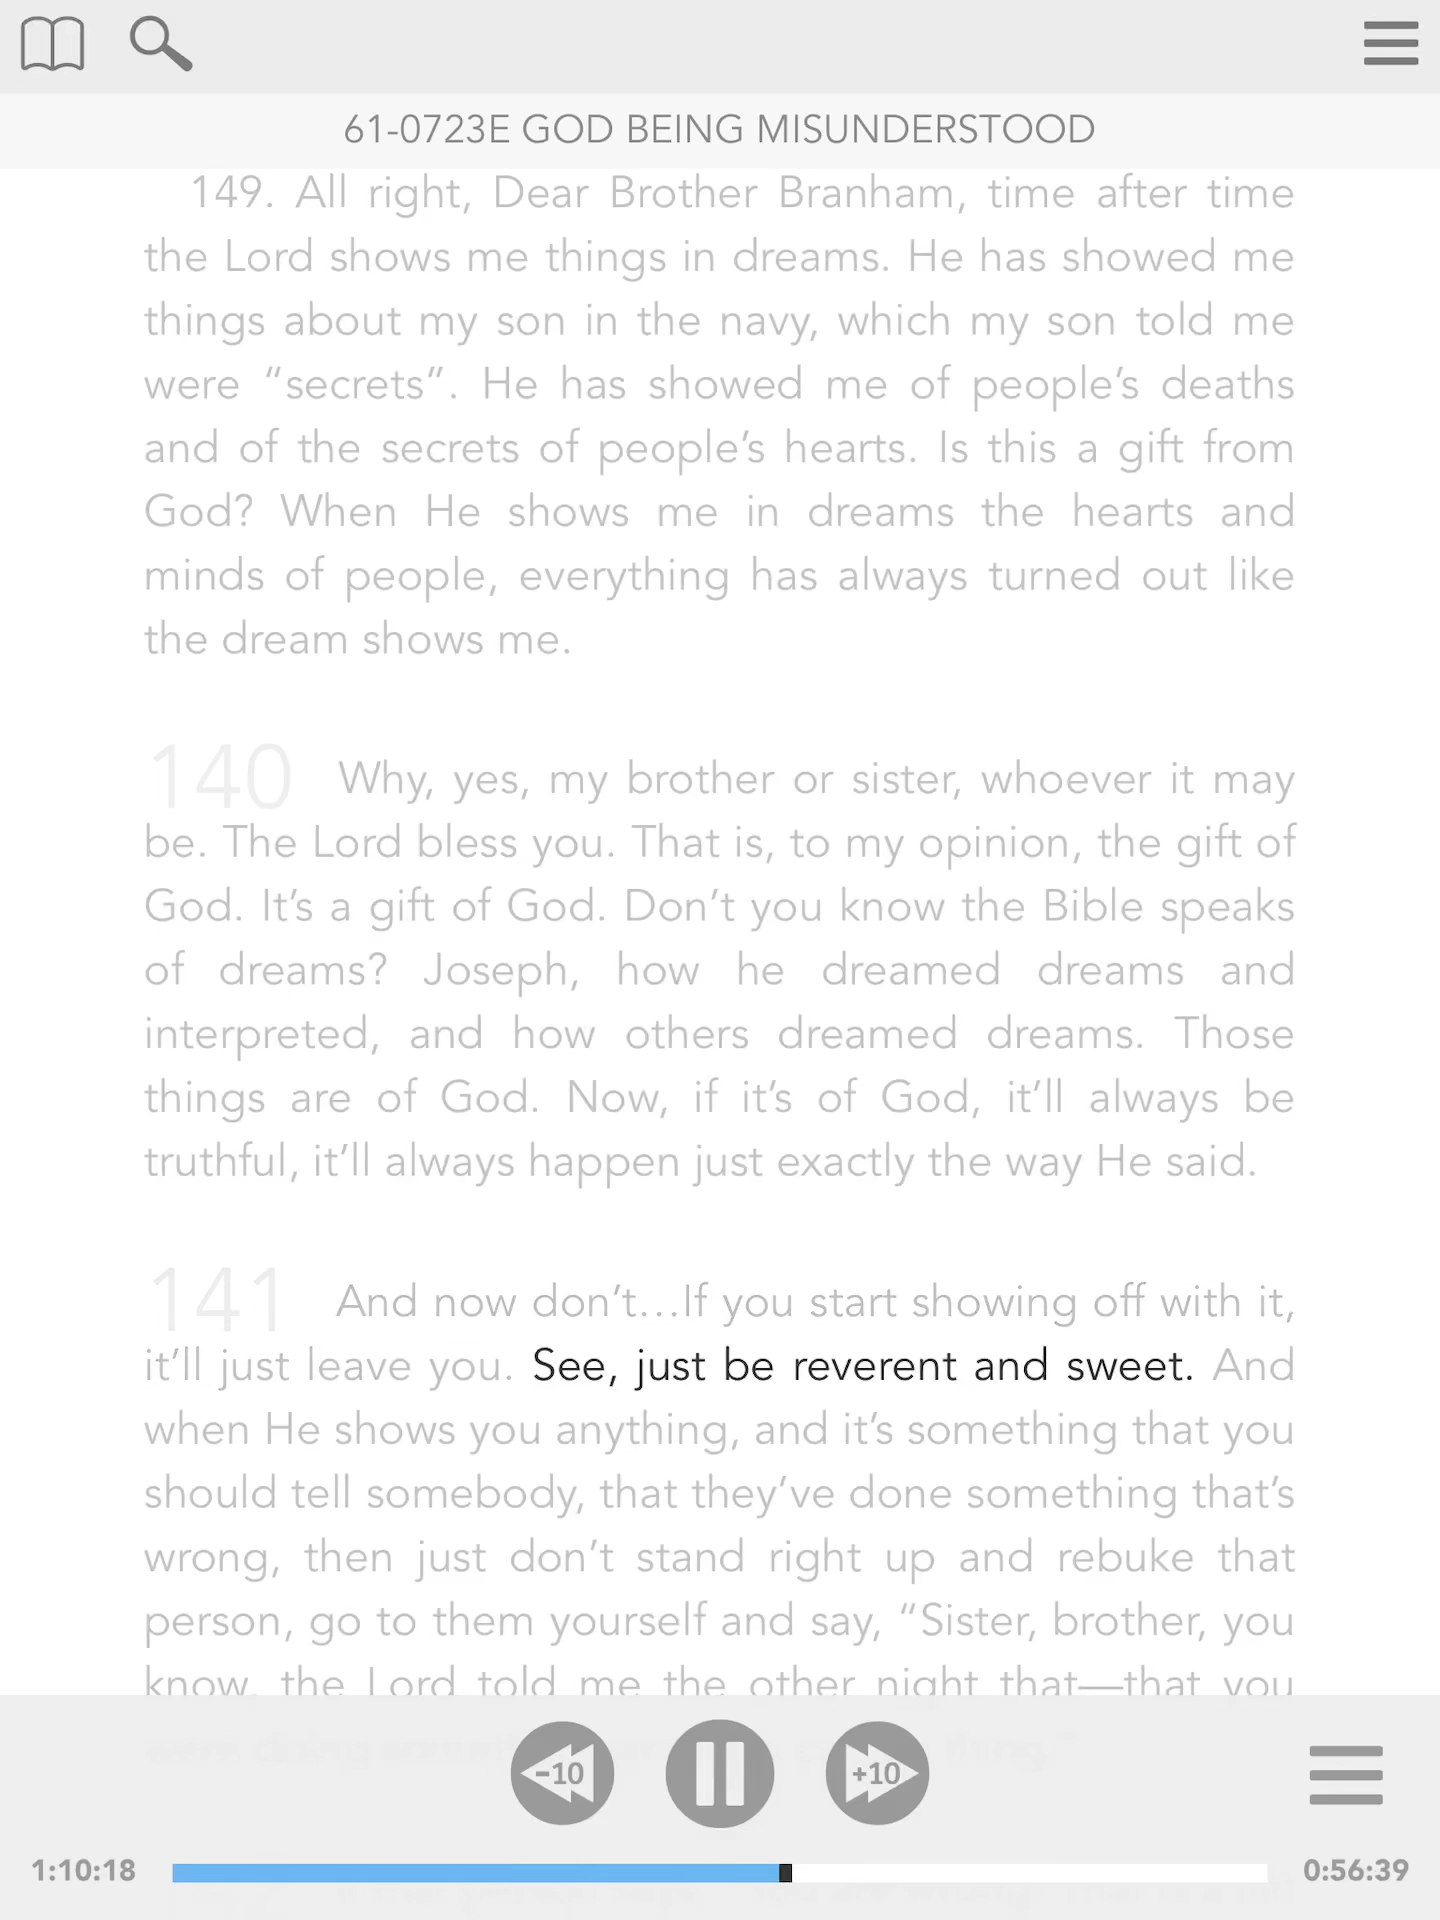 61-0723E GOD BEING MISUNDERSTOOD
149. All right, Dear Brother Branham, time after time
the Lord shows me things in dreams. He has showed me
things about my son in the navy, which my son told me
were “secrets”. He has showed me of people’s deaths
and of the secrets of people’s hearts. Is this a gift from
God? When He shows me in dreams the hearts and
minds of people, everything has always turned out like
the dream shows me.
140 Why, yes, my brother or sister, whoever it may
be. The Lord bless you. That is, to my opinion, the gift of
God. It’s a gift of God. Don’t you know the Bible speaks
of dreams? Joseph, how he dreamed dreams and
interpreted, and how others dreamed dreams. Those
things are of God. Now, if it’s of God, it’ll always be
truthful, it’ll always happen just exactly the way He said.
141 And now don’t…If you start showing off with it,
it’ll just leave you. See, just be reverent and sweet. And
when He shows you anything, and it’s something that you
should tell somebody, that they’ve done something that’s
wrong, then just don’t stand right up and rebuke that
person, go to them yourself and say, “Sister, brother, you
know, the Lord told me the other night that—that you
-10 +10
1:10:18 0:56:39